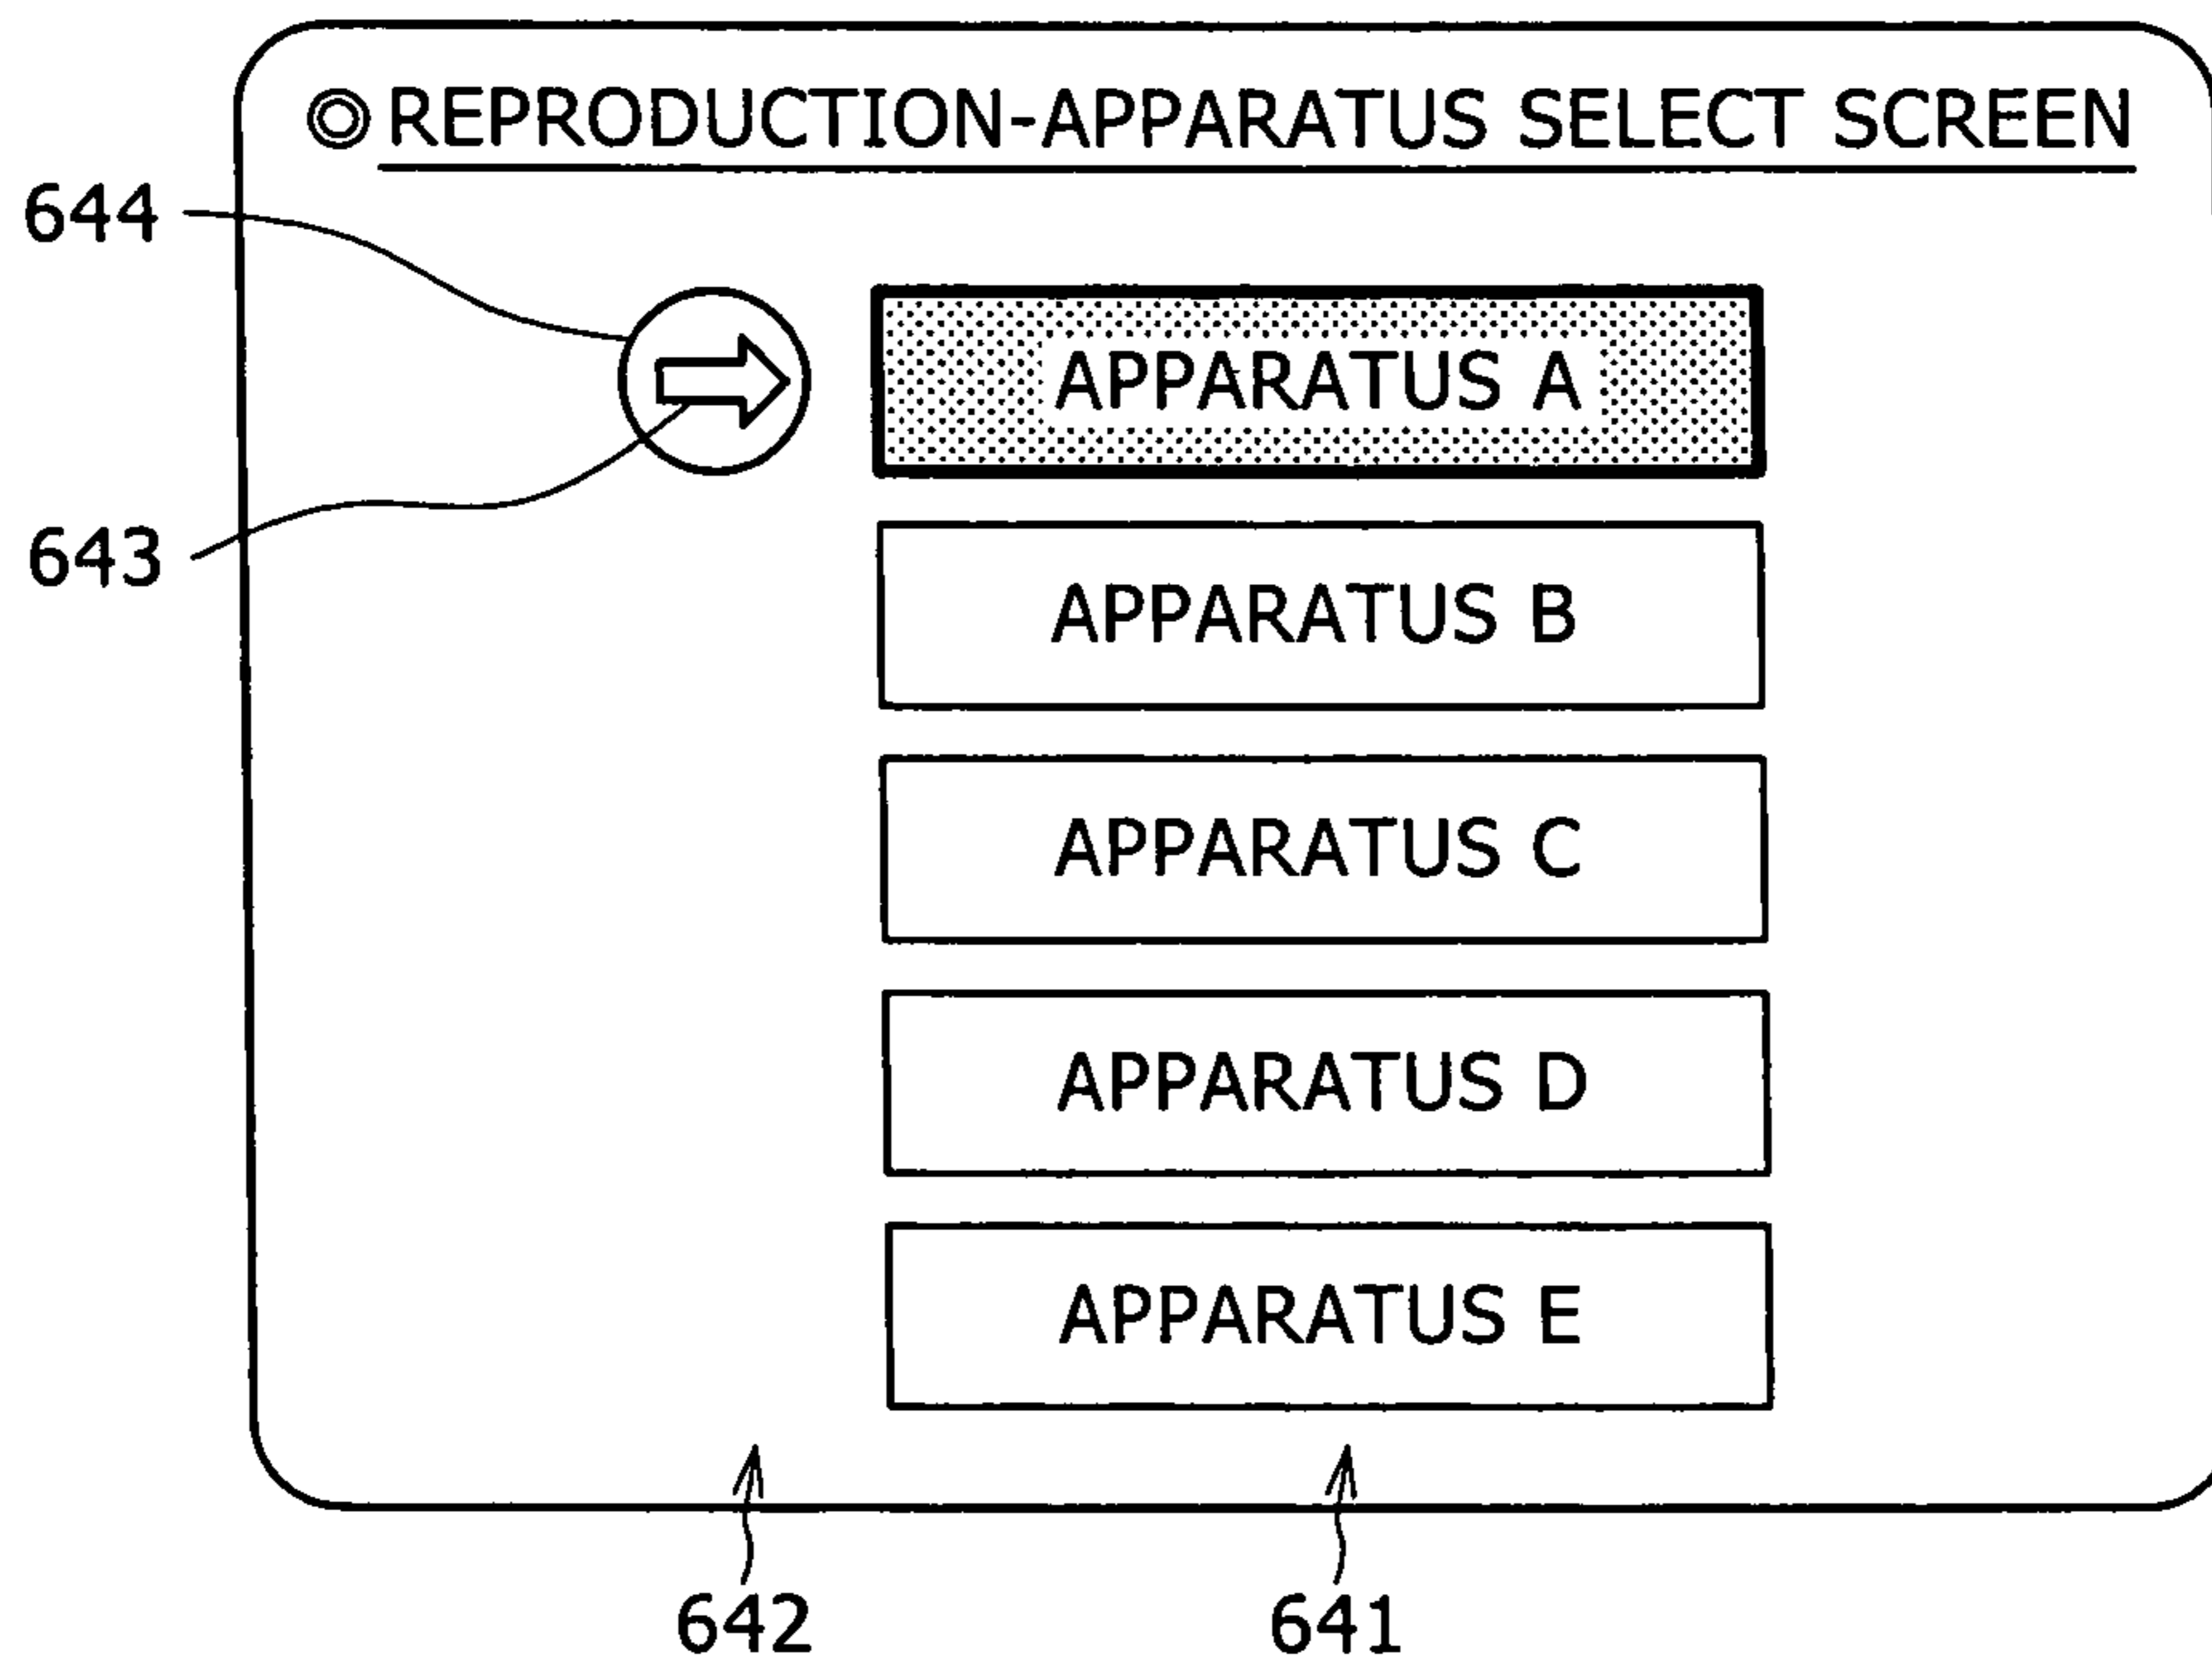 ◎REPRODUCTION-APPARATUS SELECT SCREEN
644
APPARATUS A
643
APPARATUS B
APPARATUS C
APPARATUS D
APPARATUS E
642
641